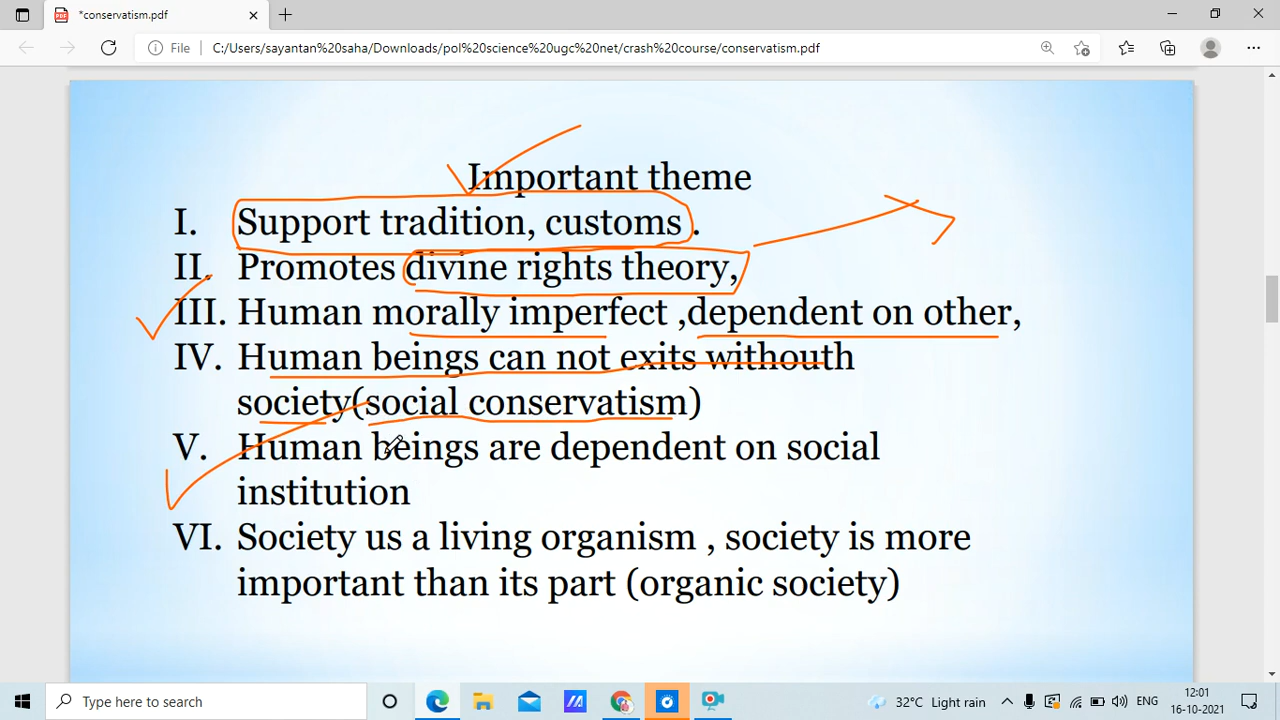 *conservatism.pdf
File C:/Users/sayantan%20saha/Downloads/pol%20science%20ugc%20net/crash%20course/conservatism.pdf
Important theme
I. Support tradition, customs .
II. Promotes divine rights theory,
III. Human morally imperfect ,dependent on other,
IV. Human beings can not exits withouth
society(social conservatism)
V. Human beings are dependent on social
institution
VI. Society us a living organism , society is more
important than its part (organic society)
Type here to search
32°C Light rain
ENG
12:01
16-10-2021